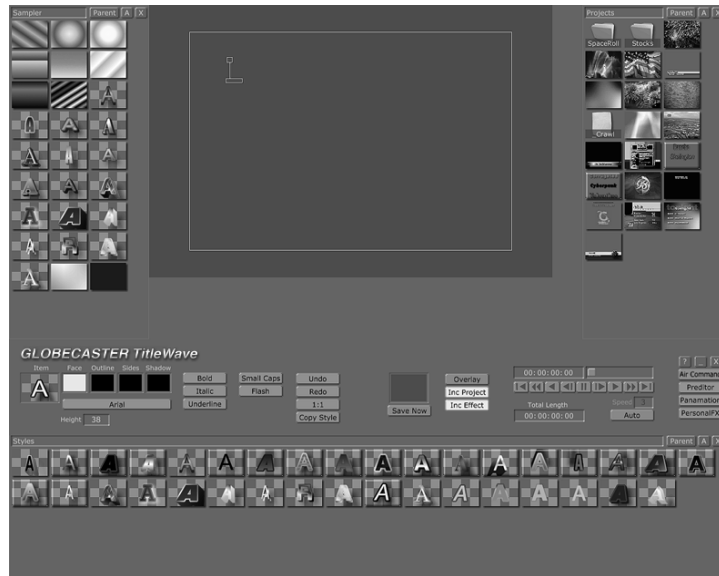 Sampler Parent A X
Projects Parent A X
SpaceRoll Stocks
Crawl
Cyberpunk
GLOBECASTER TitleWave
? _ X
Item Face Outline Sides Shadow
A
Arial
Height 38
Bold
Italic
Underline
Small Caps
Flash
Undo
Redo
1:1
Copy Style
Save Now
Overlay
Inc Project
Inc Effect
00:00:00:00
Total Length
00:00:00:00
Speed 3
Auto
Air Command
Preditor
Panamation
PersonalFX
Styles Parent A X